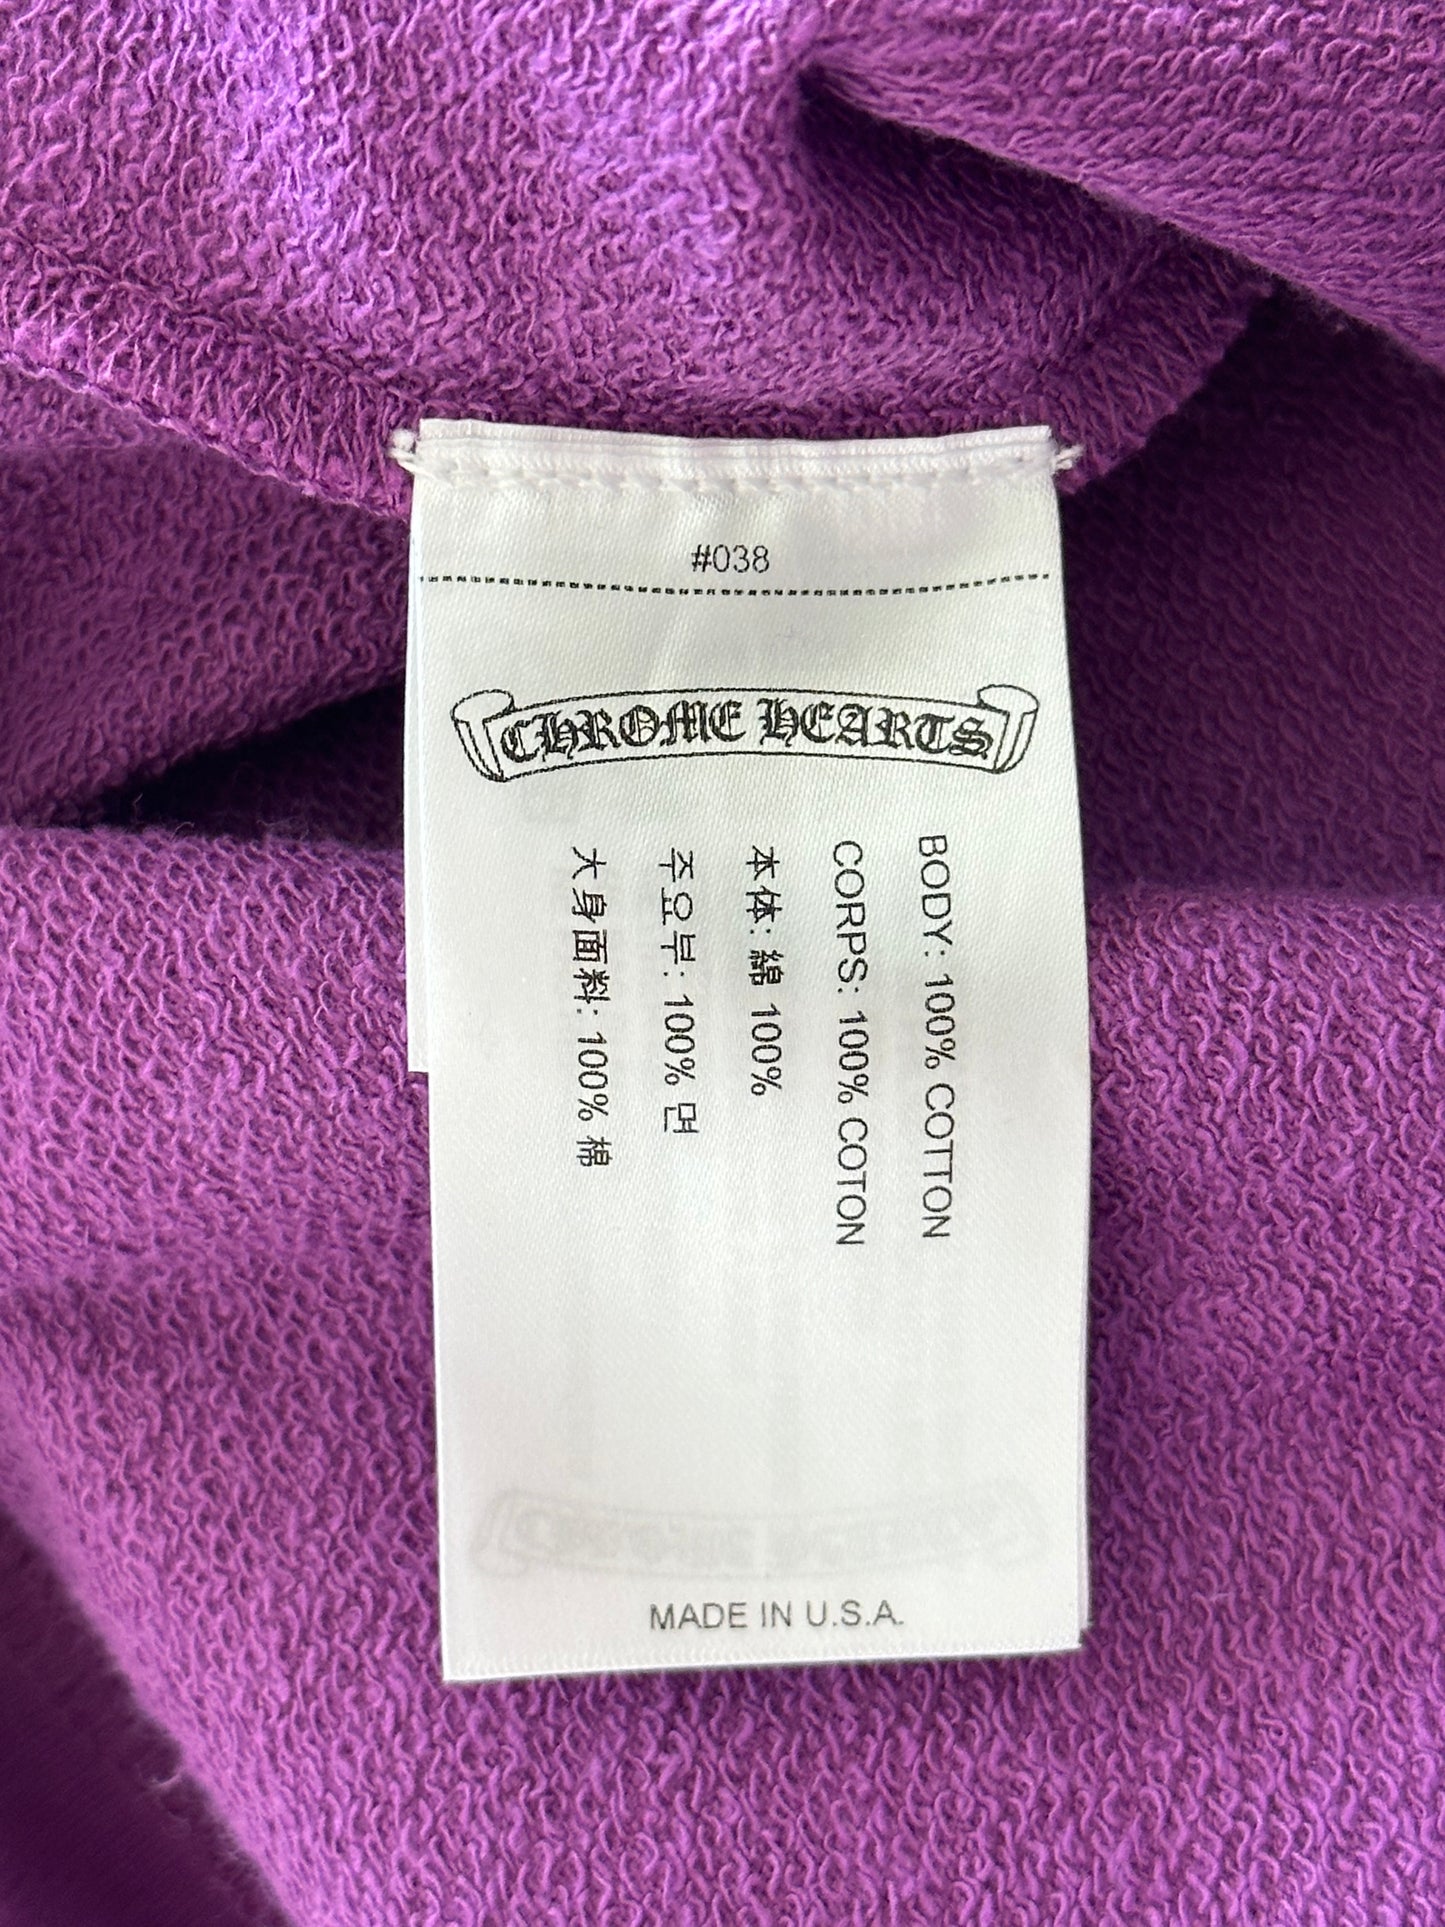 #038
CHROME HEARTS
BODY: 100% COTTON
CORPS: 100% COTON
本体: 綿 100%
주요부: 100% 면
大身面料: 100% 棉
MADE IN U.S.A.